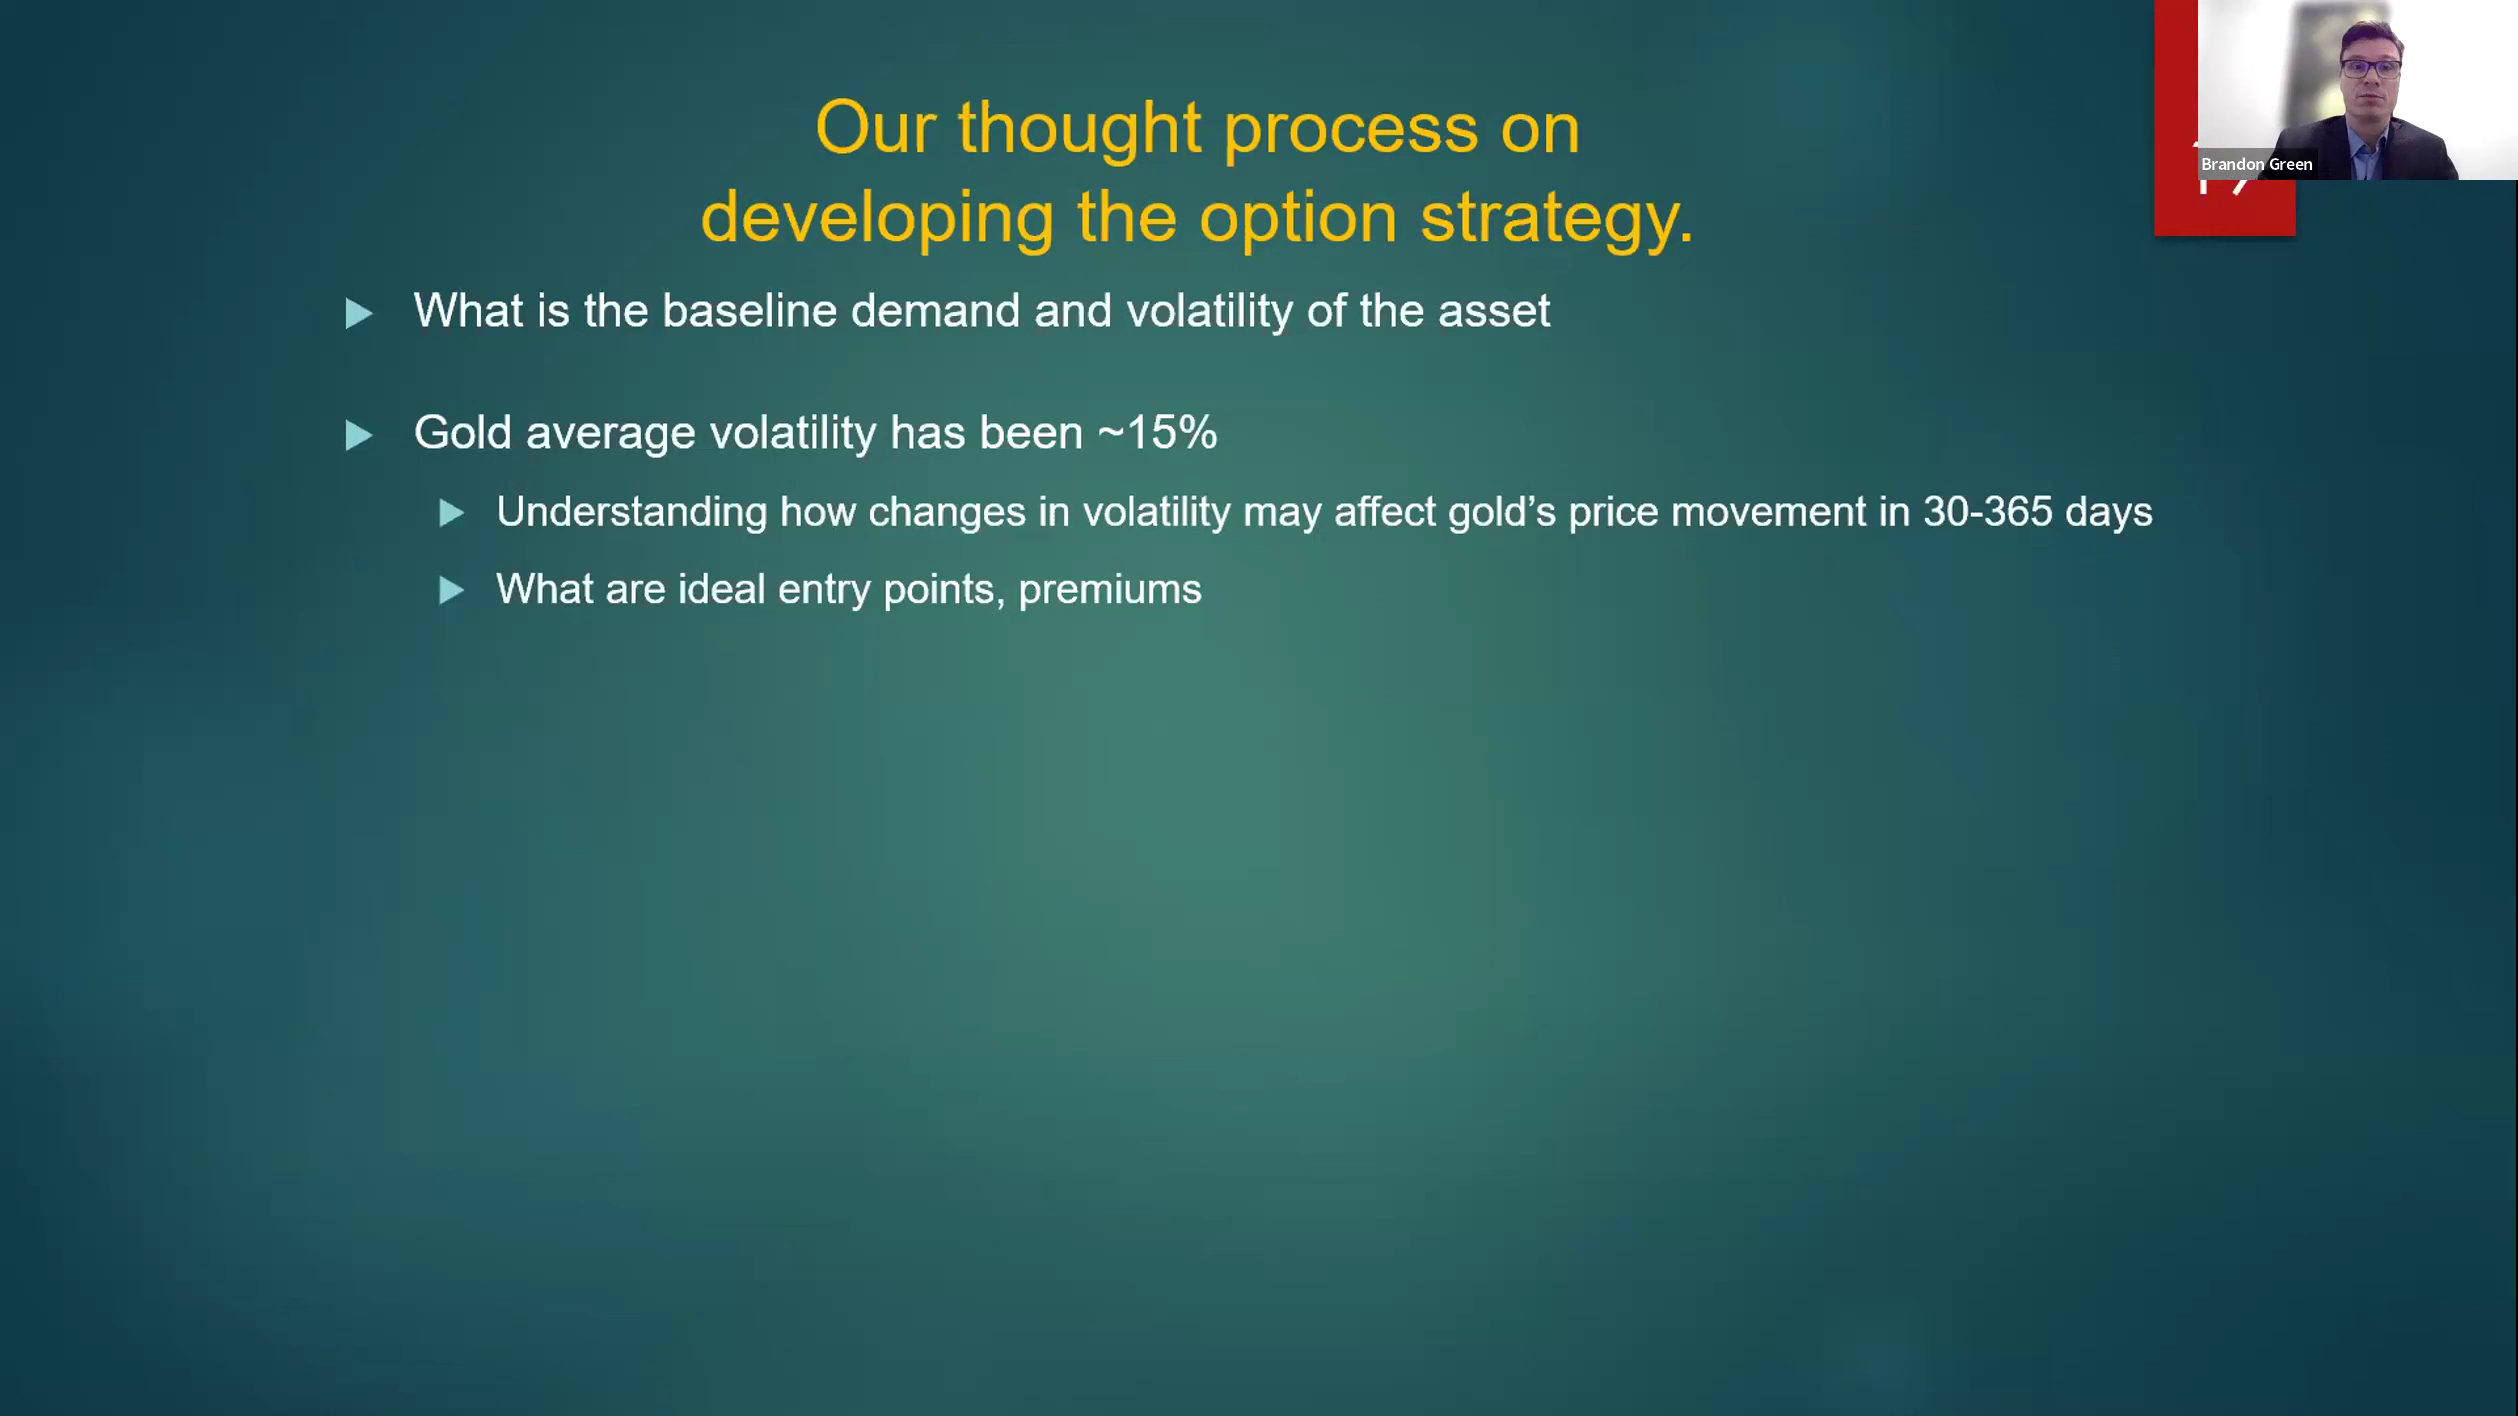 Our thought process on
developing the option strategy.
What is the baseline demand and volatility of the asset
Gold average volatility has been ~15%
Understanding how changes in volatility may affect gold’s price movement in 30-365 days
What are ideal entry points, premiums
Brandon Green